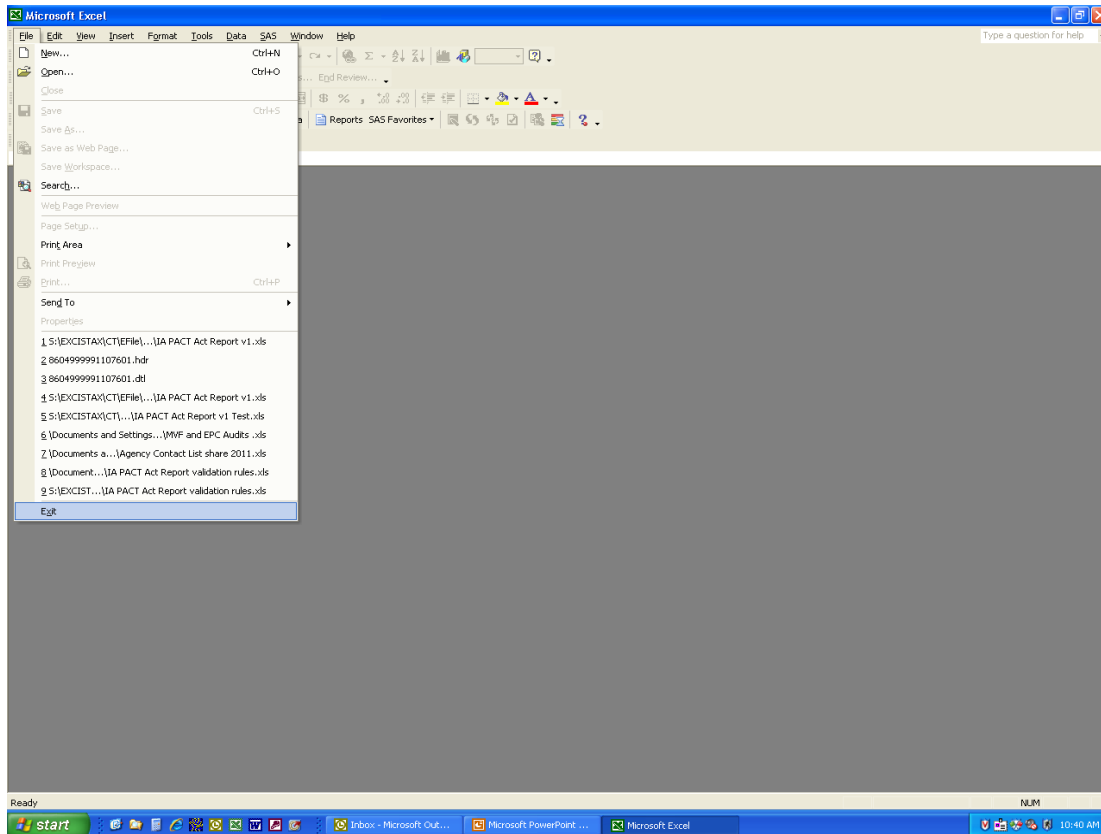 Microsoft Excel
File Edit View Insert Format Tools Data SAS Window Help
Type a question for help
New... Ctrl+N
Open... Ctrl+O
... End Review...
Close
$ % ,
Save Ctrl+S
Reports SAS Favorites
Save As...
Save as Web Page...
Save Workspace...
Search...
Web Page Preview
Page Setup...
Print Area
Print Preview
Print... Ctrl+P
Send To
Properties
1 S:\EXCISTAX\CT\EFile\...\IA PACT Act Report v1.xls
2 8604999991107601.hdr
3 8604999991107601.dtl
4 S:\EXCISTAX\CT\EFile\...\IA PACT Act Report v1.xls
5 S:\EXCISTAX\CT\...\IA PACT Act Report v1 Test.xls
6 \Documents and Settings...\MVF and EPC Audits .xls
7 \Documents a...\Agency Contact List share 2011.xls
8 \Document...\IA PACT Act Report validation rules.xls
9 S:\EXCIST...\IA PACT Act Report validation rules.xls
Exit
Ready NUM
start Inbox - Microsoft Out... Microsoft PowerPoint ... Microsoft Excel 10:40 AM